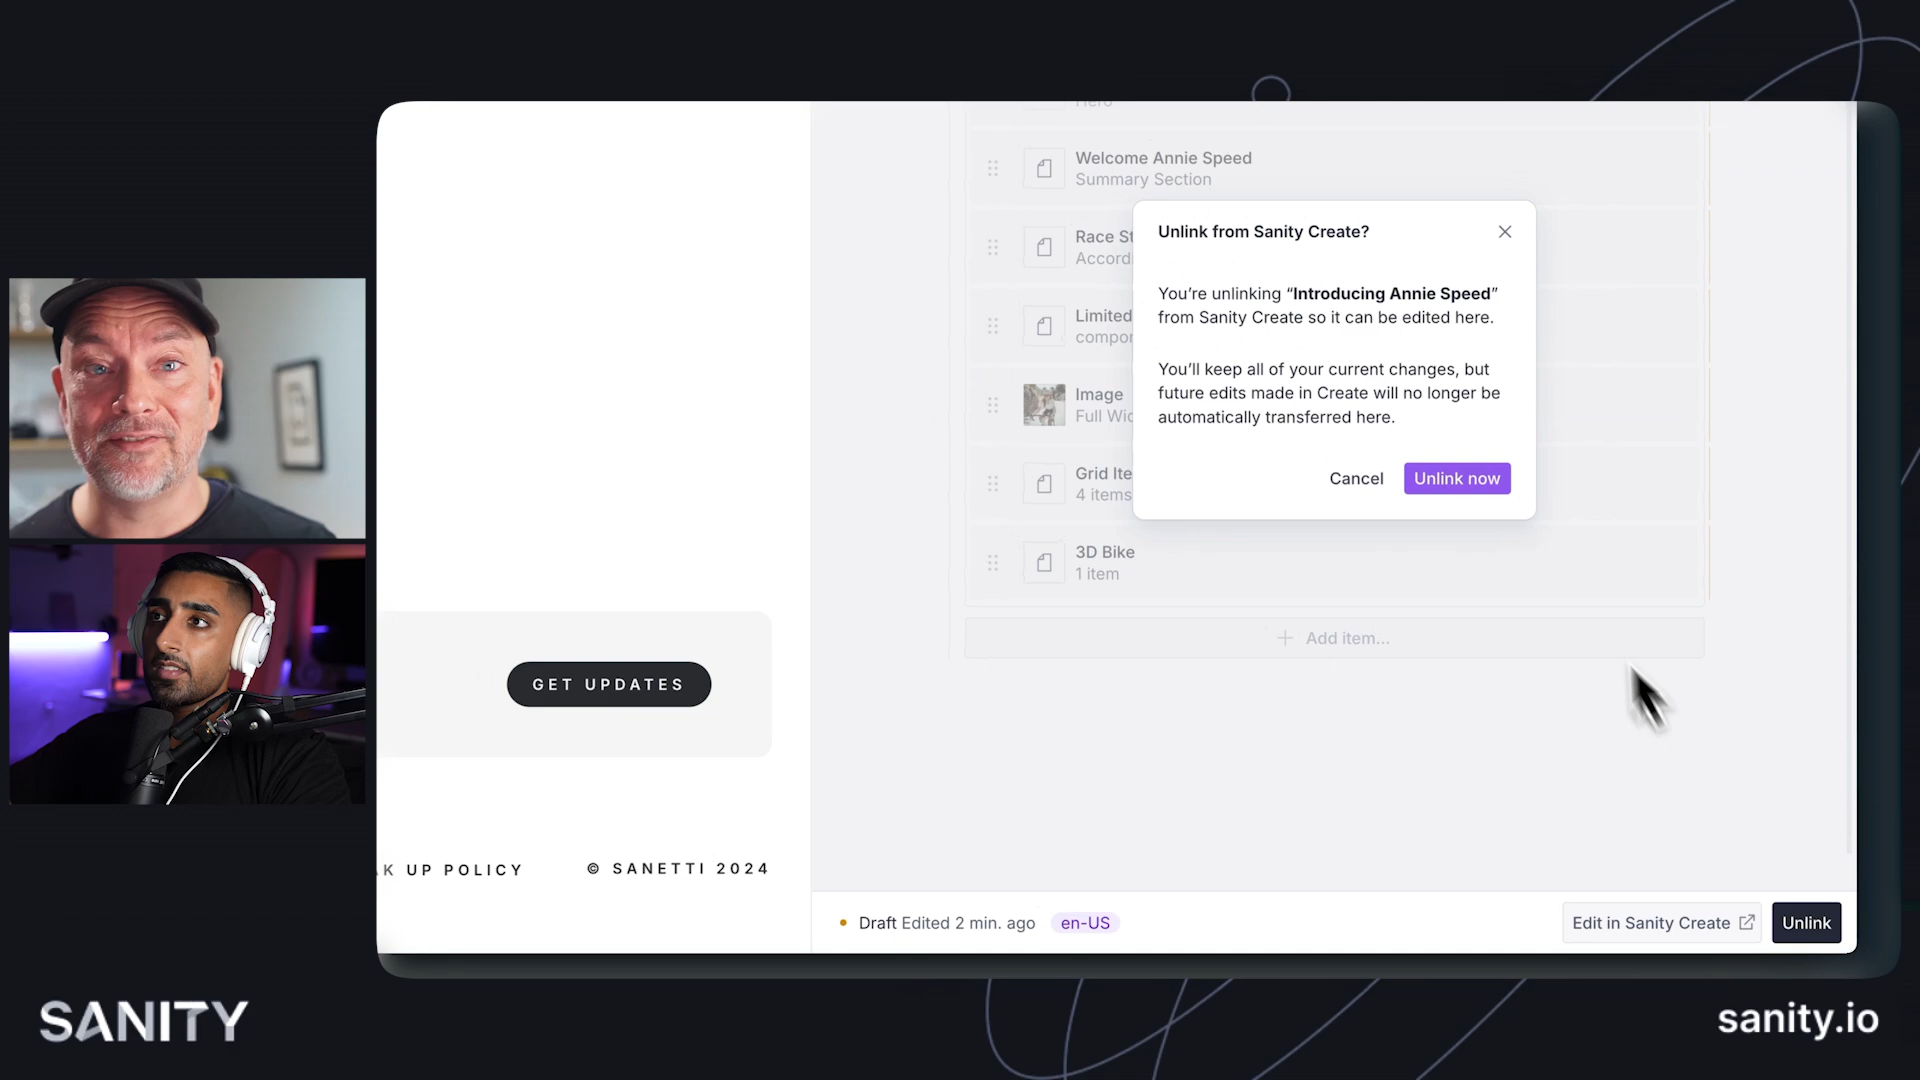 Hero
Welcome Annie Speed
Summary Section
Race St
Accord
Limited
compor
Image
Full Wid
Grid Ite
4 items
3D Bike
1 item
Add item...
Unlink from Sanity Create?
You’re unlinking “Introducing Annie Speed”
from Sanity Create so it can be edited here.
You’ll keep all of your current changes, but
future edits made in Create will no longer be
automatically transferred here.
Cancel
Unlink now
GET UPDATES
AK UP POLICY
© SANETTI 2024
Draft Edited 2 min. ago
en-US
Edit in Sanity Create
Unlink
SANITY
sanity.io